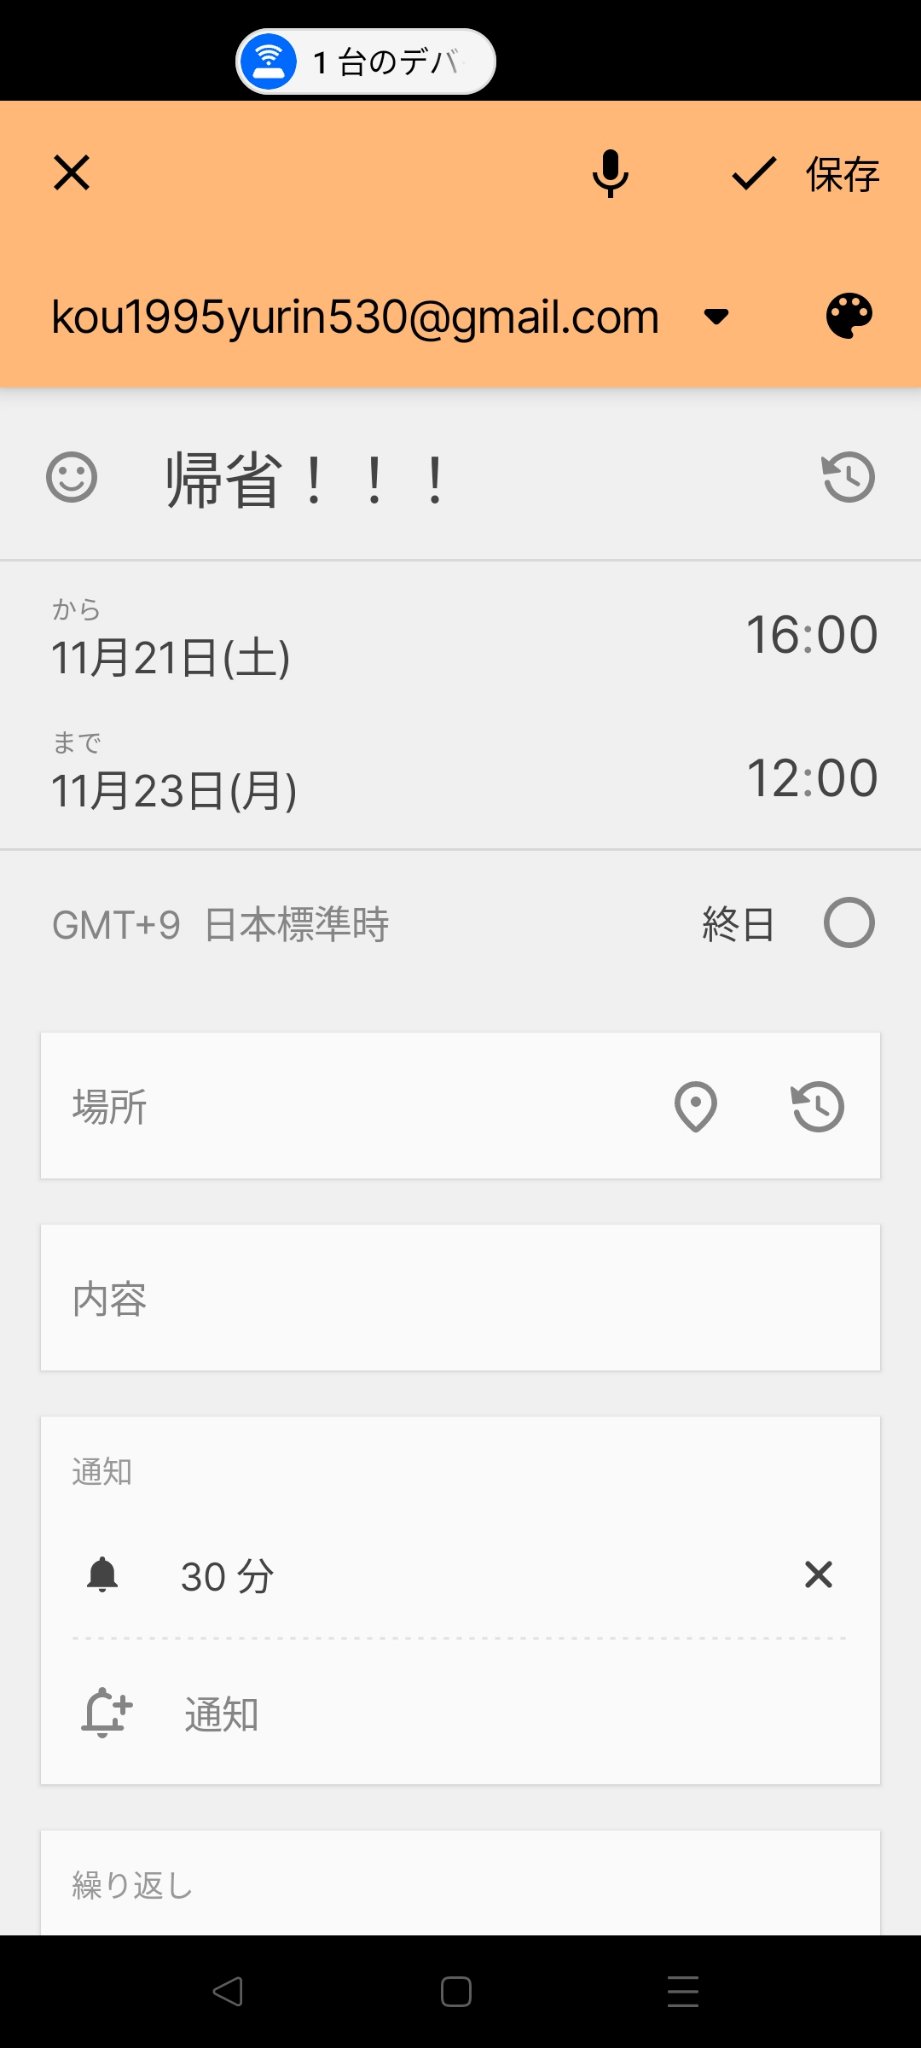 1 台のデバ
保存
kou1995yurin530@gmail.com
帰省！！！
から
11月21日(土)
16:00
まで
11月23日(月)
12:00
GMT+9 日本標準時
終日
場所
内容
通知
30 分
通知
繰り返し